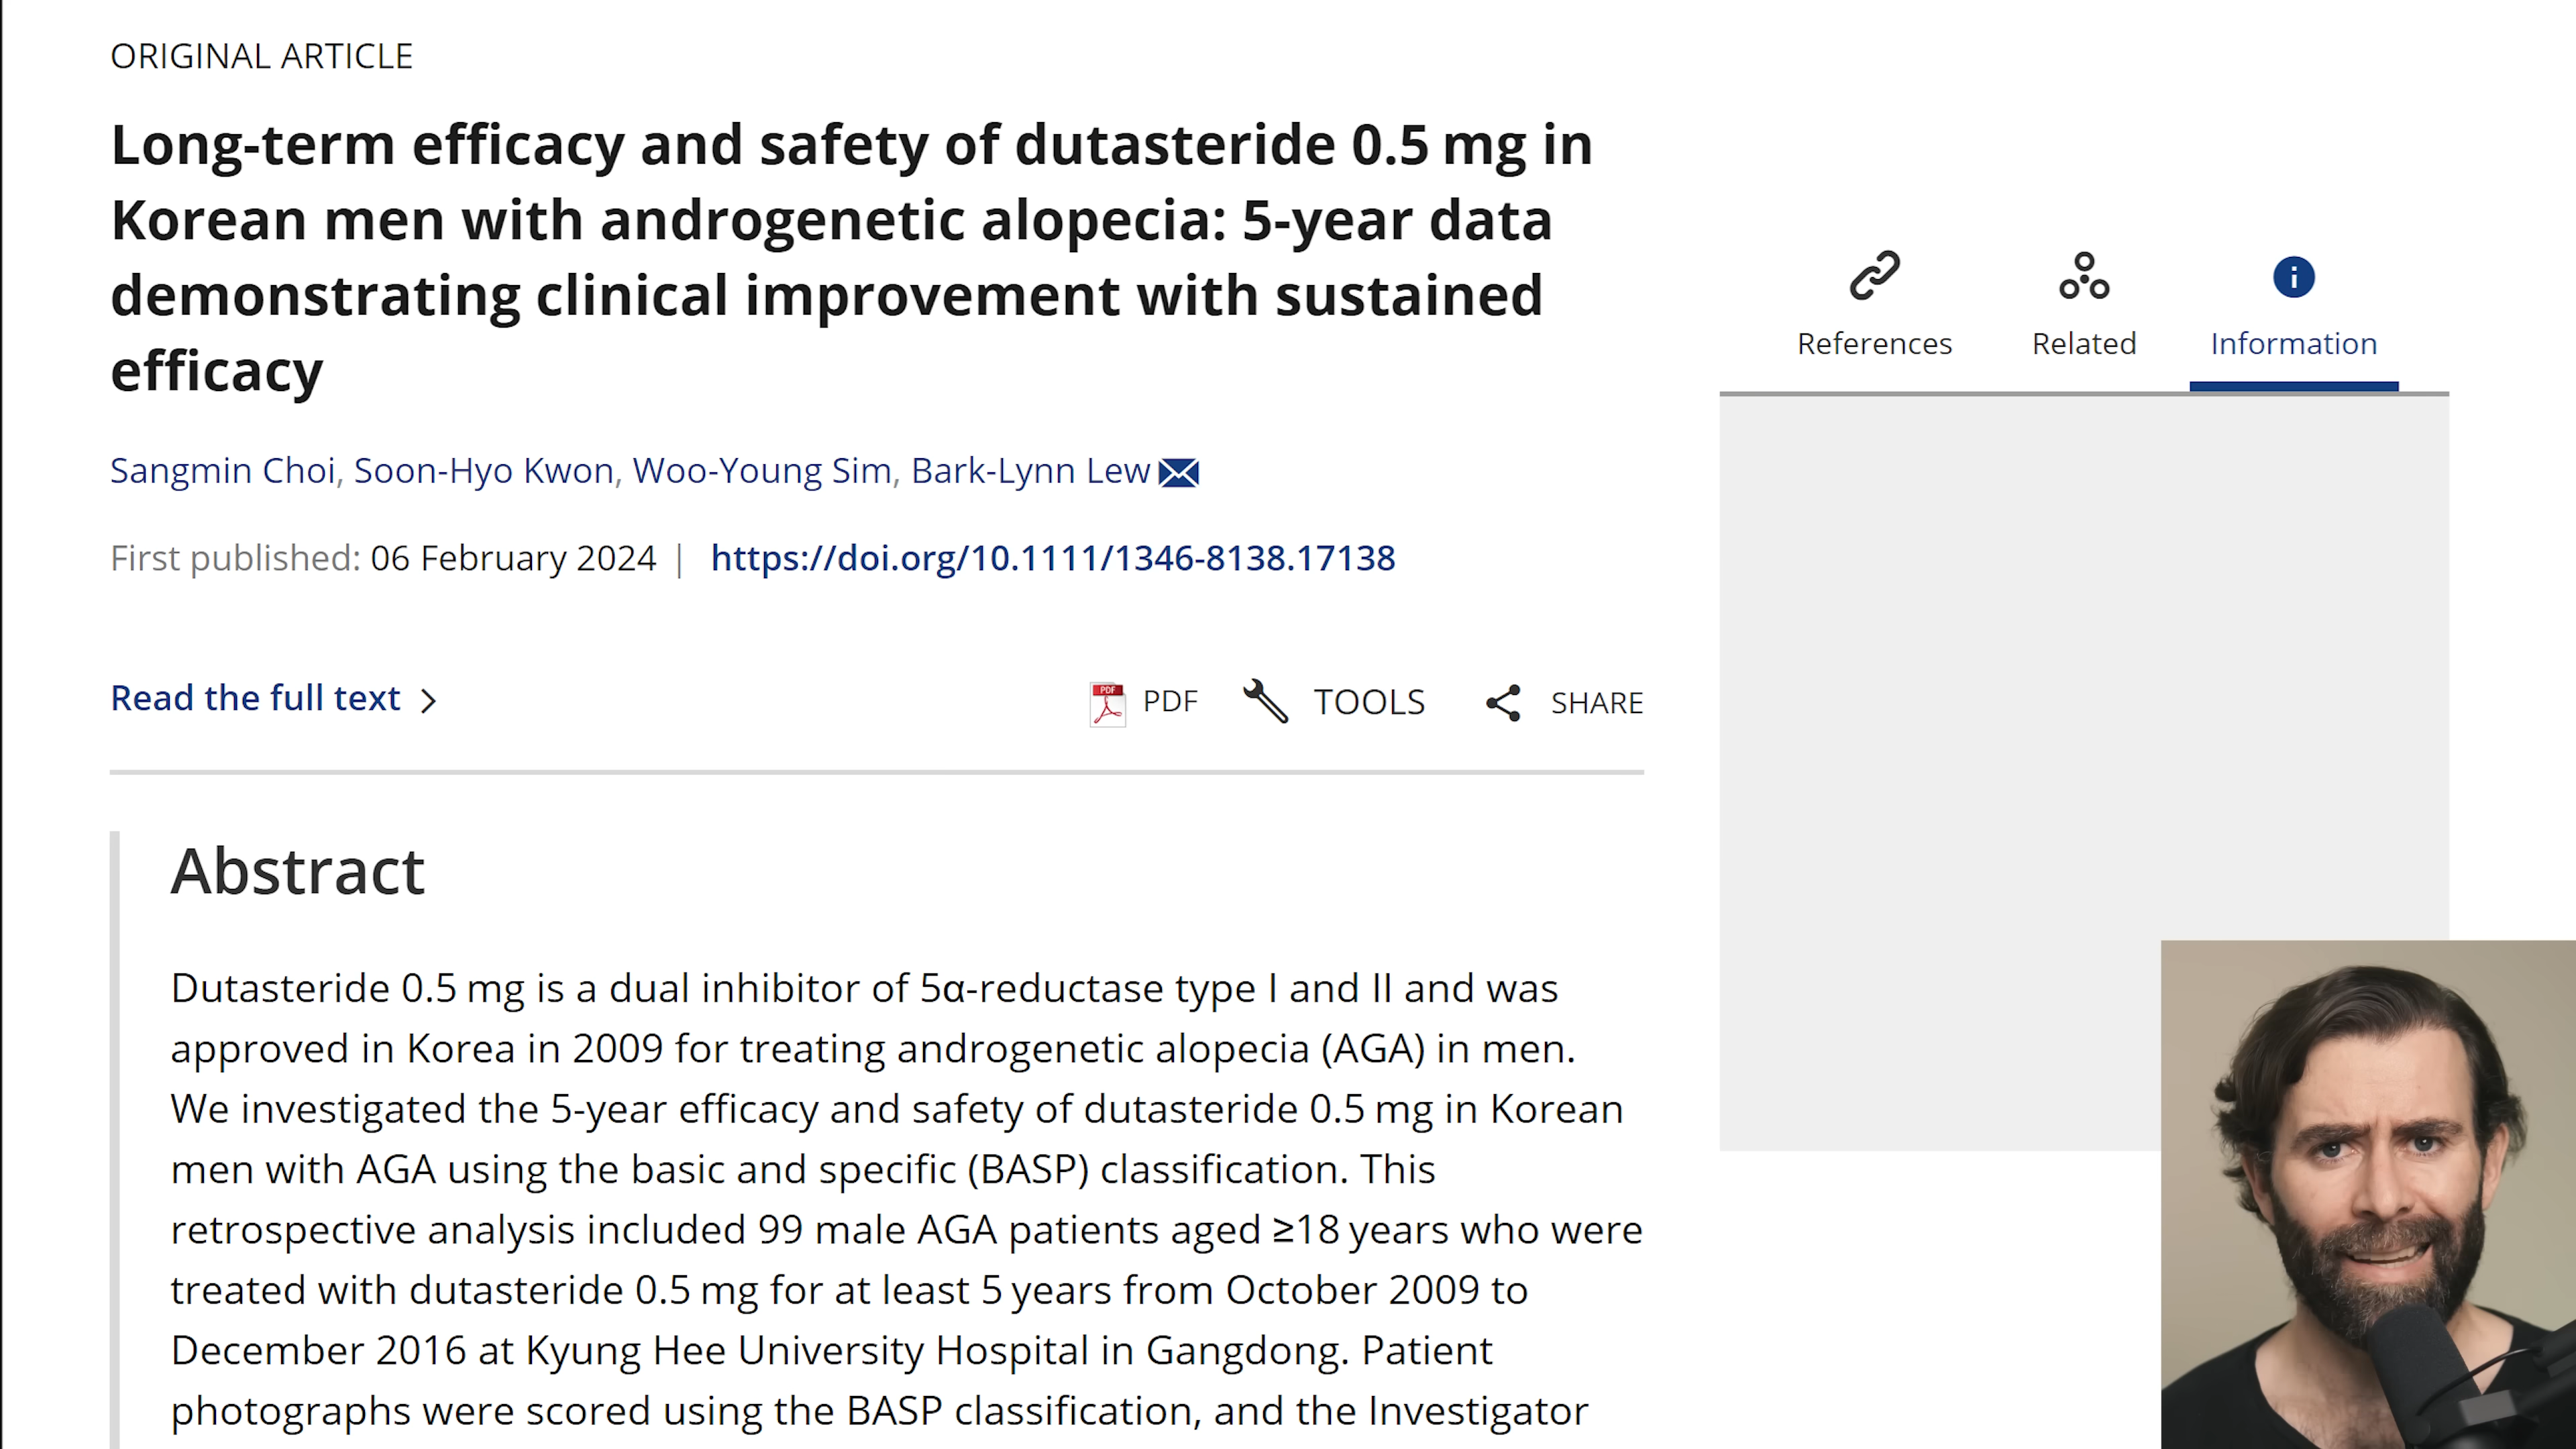 ORIGINAL ARTICLE
Long-term efficacy and safety of dutasteride 0.5 mg in
Korean men with androgenetic alopecia: 5-year data
demonstrating clinical improvement with sustained
efficacy
Sangmin Choi, Soon-Hyo Kwon, Woo-Young Sim, Bark-Lynn Lew
First published: 06 February 2024 | https://doi.org/10.1111/1346-8138.17138
Read the full text
PDF PDF TOOLS SHARE
References Related Information
Abstract
Dutasteride 0.5 mg is a dual inhibitor of 5α-reductase type I and II and was
approved in Korea in 2009 for treating androgenetic alopecia (AGA) in men.
We investigated the 5-year efficacy and safety of dutasteride 0.5 mg in Korean
men with AGA using the basic and specific (BASP) classification. This
retrospective analysis included 99 male AGA patients aged ≥18 years who were
treated with dutasteride 0.5 mg for at least 5 years from October 2009 to
December 2016 at Kyung Hee University Hospital in Gangdong. Patient
photographs were scored using the BASP classification, and the Investigator